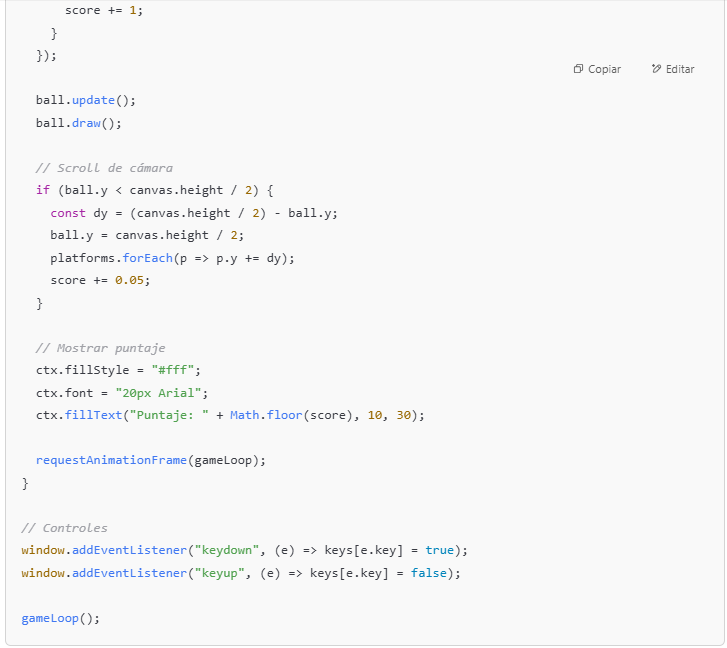 score += 1;
}
});
Copiar
Editar
ball.update();
ball.draw();
// Scroll de cámara
if (ball.y < canvas.height / 2) {
const dy = (canvas.height / 2) - ball.y;
ball.y = canvas.height / 2;
platforms.forEach(p => p.y += dy);
score += 0.05;
}
// Mostrar puntaje
ctx.fillStyle = "#fff";
ctx.font = "20px Arial";
ctx.fillText("Puntaje: " + Math.floor(score), 10, 30);
requestAnimationFrame(gameLoop);
}
// Controles
window.addEventListener("keydown", (e) => keys[e.key] = true);
window.addEventListener("keyup", (e) => keys[e.key] = false);
gameLoop();